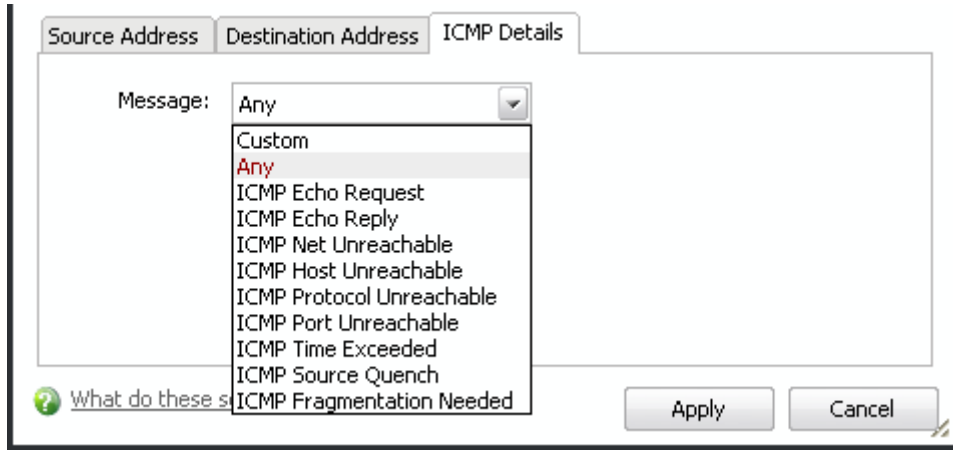 Source Address Destination Address ICMP Details
Message: Any
Custom
Any
ICMP Echo Request
ICMP Echo Reply
ICMP Net Unreachable
ICMP Host Unreachable
ICMP Protocol Unreachable
ICMP Port Unreachable
ICMP Time Exceeded
ICMP Source Quench
ICMP Fragmentation Needed
What do these s
Apply Cancel